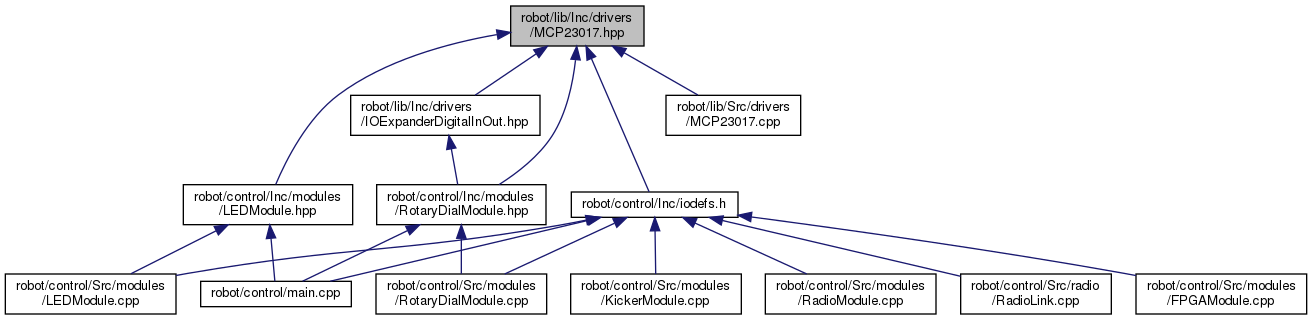 robot/lib/Inc/drivers
/MCP23017.hpp
robot/lib/Inc/drivers
/IOExpanderDigitalInOut.hpp
robot/lib/Src/drivers
/MCP23017.cpp
robot/control/Inc/modules
/LEDModule.hpp
robot/control/Inc/modules
/RotaryDialModule.hpp
robot/control/Inc/iodefs.h
robot/control/Src/modules
/LEDModule.cpp
robot/control/main.cpp
robot/control/Src/modules
/RotaryDialModule.cpp
robot/control/Src/modules
/KickerModule.cpp
robot/control/Src/modules
/RadioModule.cpp
robot/control/Src/radio
/RadioLink.cpp
robot/control/Src/modules
/FPGAModule.cpp